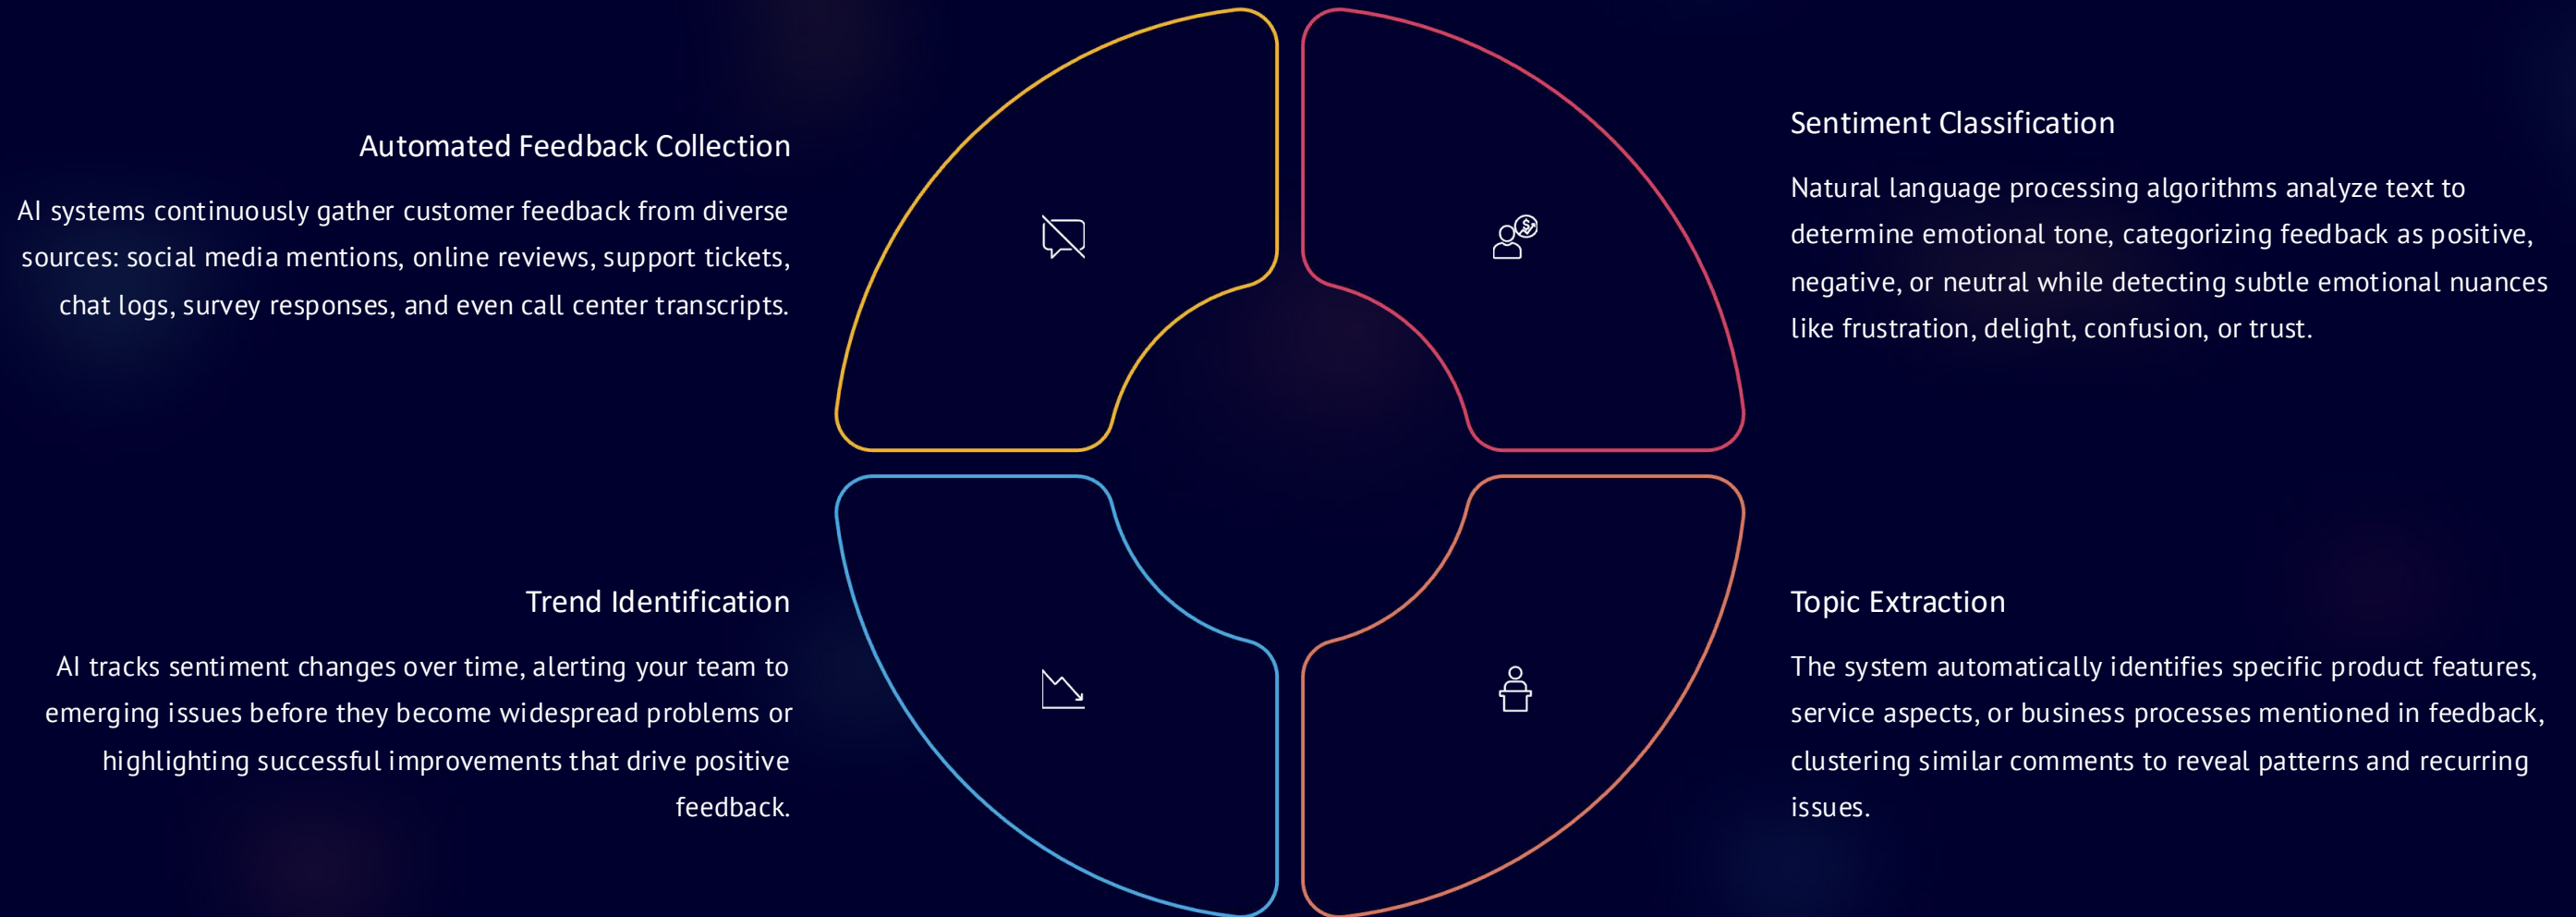 Automated Feedback Collection
AI systems continuously gather customer feedback from diverse
sources: social media mentions, online reviews, support tickets,
chat logs, survey responses, and even call center transcripts.
Sentiment Classification
Natural language processing algorithms analyze text to
determine emotional tone, categorizing feedback as positive,
negative, or neutral while detecting subtle emotional nuances
like frustration, delight, confusion, or trust.
Trend Identification
AI tracks sentiment changes over time, alerting your team to
emerging issues before they become widespread problems or
highlighting successful improvements that drive positive
feedback.
Topic Extraction
The system automatically identifies specific product features,
service aspects, or business processes mentioned in feedback,
clustering similar comments to reveal patterns and recurring
issues.